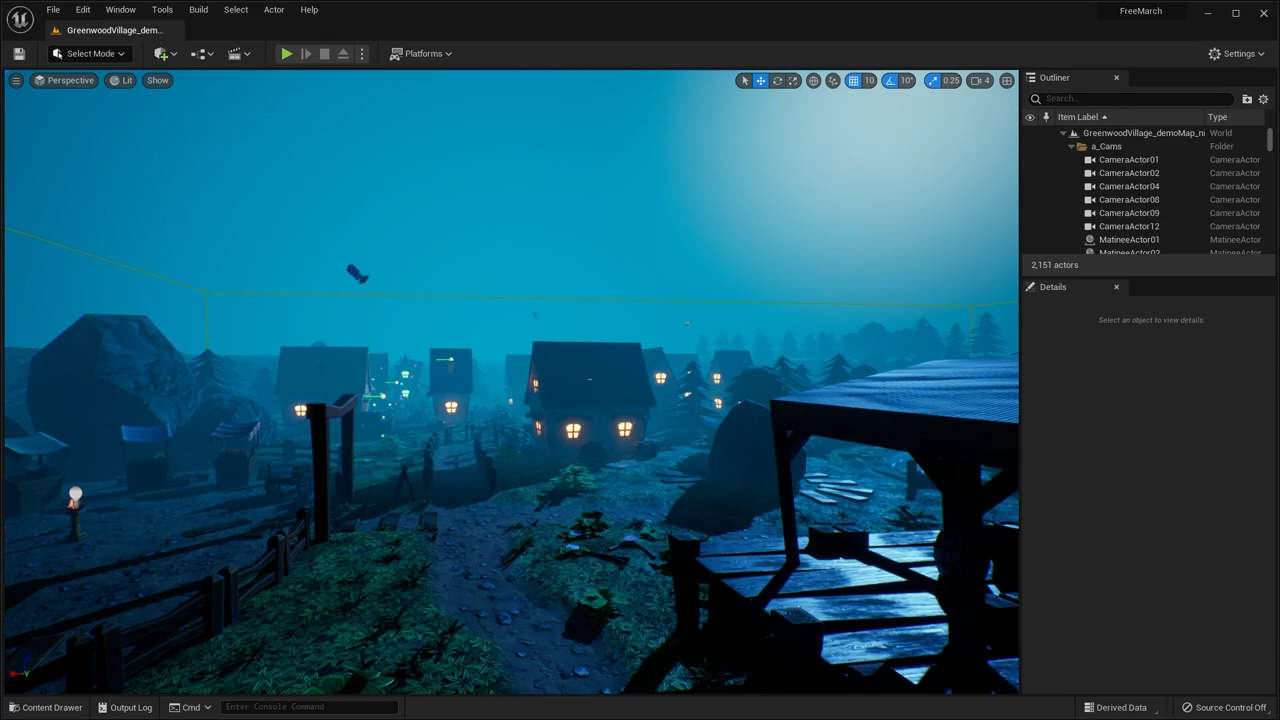 File Edit Window Tools Build Select Actor Help
FreeMarch
GreenwoodVillage_dem...
Select Mode
Platforms
Settings
Perspective Lit Show
10 10° 0.25 4
Outliner
Search...
Item Label Type
GreenwoodVillage_demoMap_ni World
a_Cams Folder
CameraActor01 CameraActor
CameraActor02 CameraActor
CameraActor04 CameraActor
CameraActor08 CameraActor
CameraActor09 CameraActor
CameraActor12 CameraActor
MatineeActor01 MatineeActor
MatineeActor02 MatineeActor
2,151 actors
Details
Select an object to view details.
Content Drawer Output Log Cmd Enter Console Command Derived Data Source Control Off